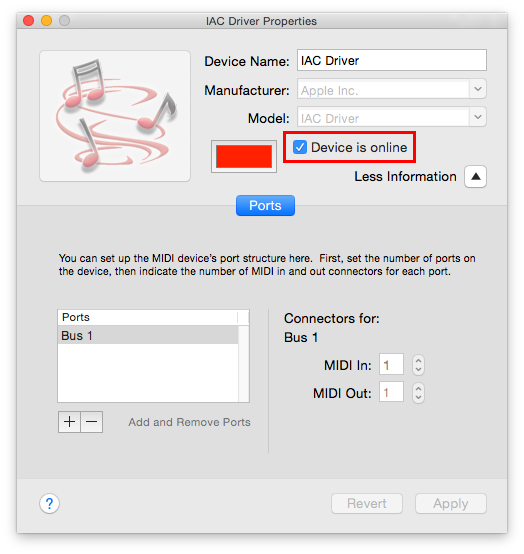 IAC Driver Properties
Device Name: IAC Driver
Manufacturer: Apple Inc.
Model: IAC Driver
Device is online
Less Information
Ports
You can set up the MIDI device's port structure here. First, set the number of ports on
the device, then indicate the number of MIDI in and out connectors for each port.
Ports
Bus 1
+ − Add and Remove Ports
Connectors for:
Bus 1
MIDI In: 1
MIDI Out: 1
? Revert Apply